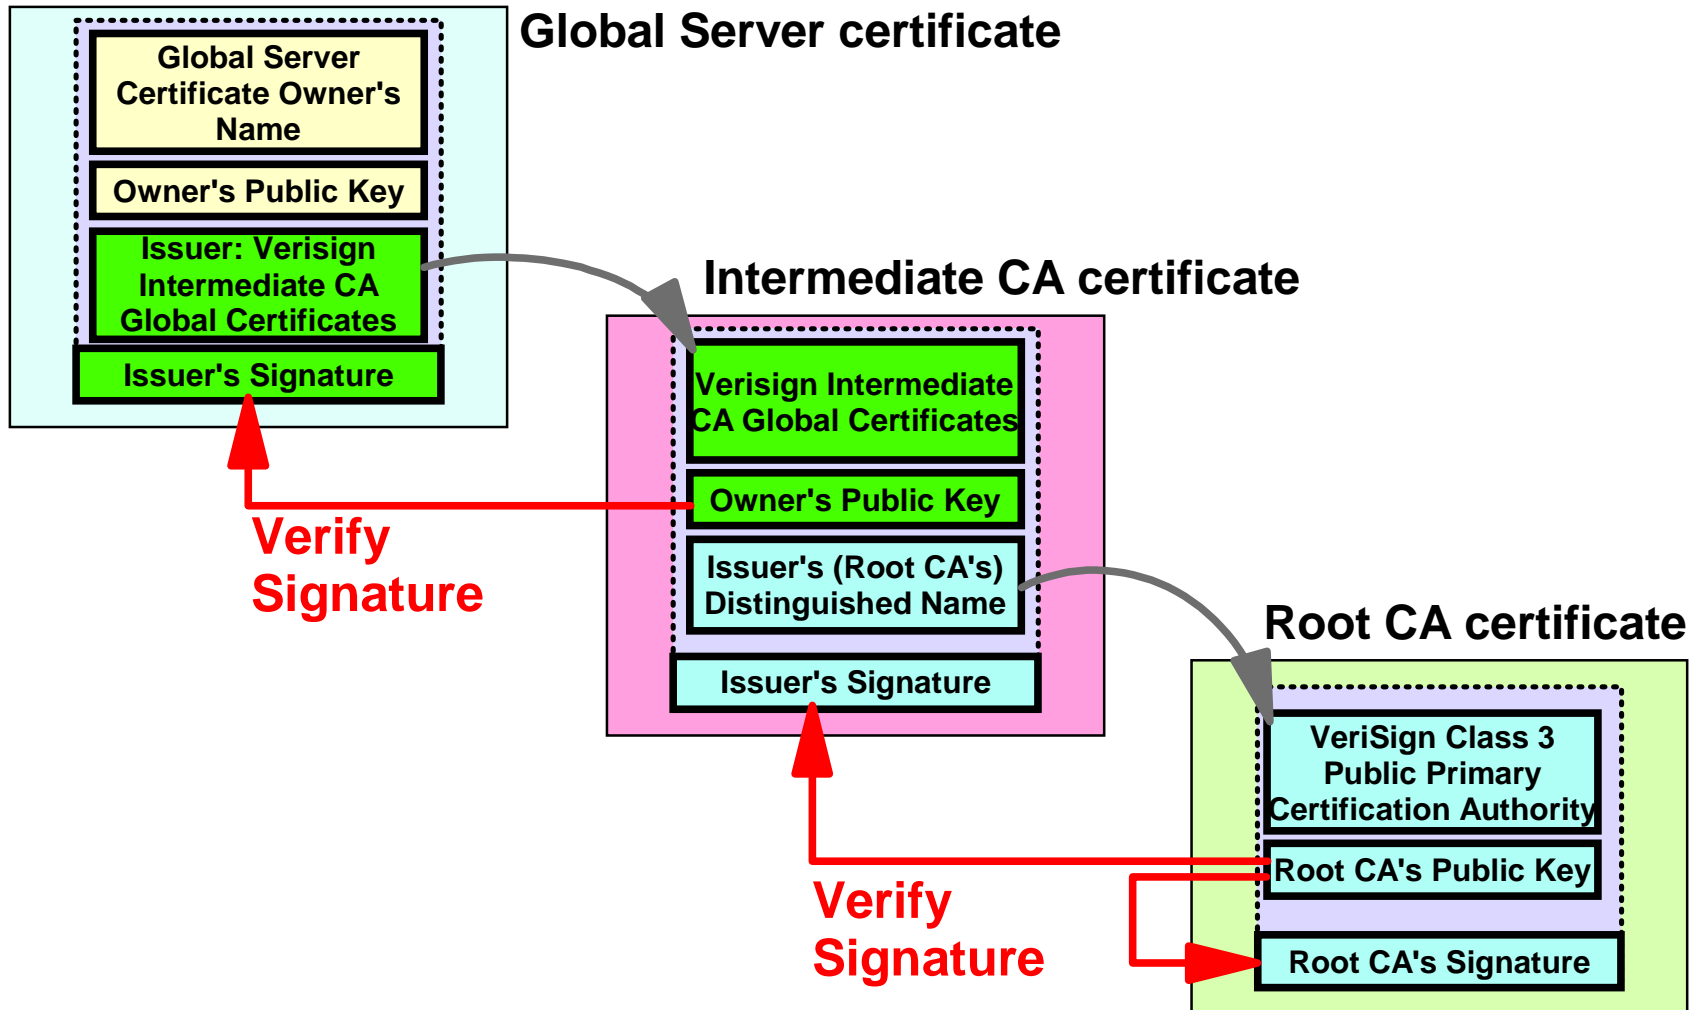 Global Server certificate
Global Server
Certificate Owner's
Name
Owner's Public Key
Issuer: Verisign
Intermediate CA
Global Certificates
Issuer's Signature
Verify
Signature
Intermediate CA certificate
Verisign Intermediate
CA Global Certificates
Owner's Public Key
Issuer's (Root CA's)
Distinguished Name
Issuer's Signature
Verify
Signature
Root CA certificate
VeriSign Class 3
Public Primary
Certification Authority
Root CA's Public Key
Root CA's Signature